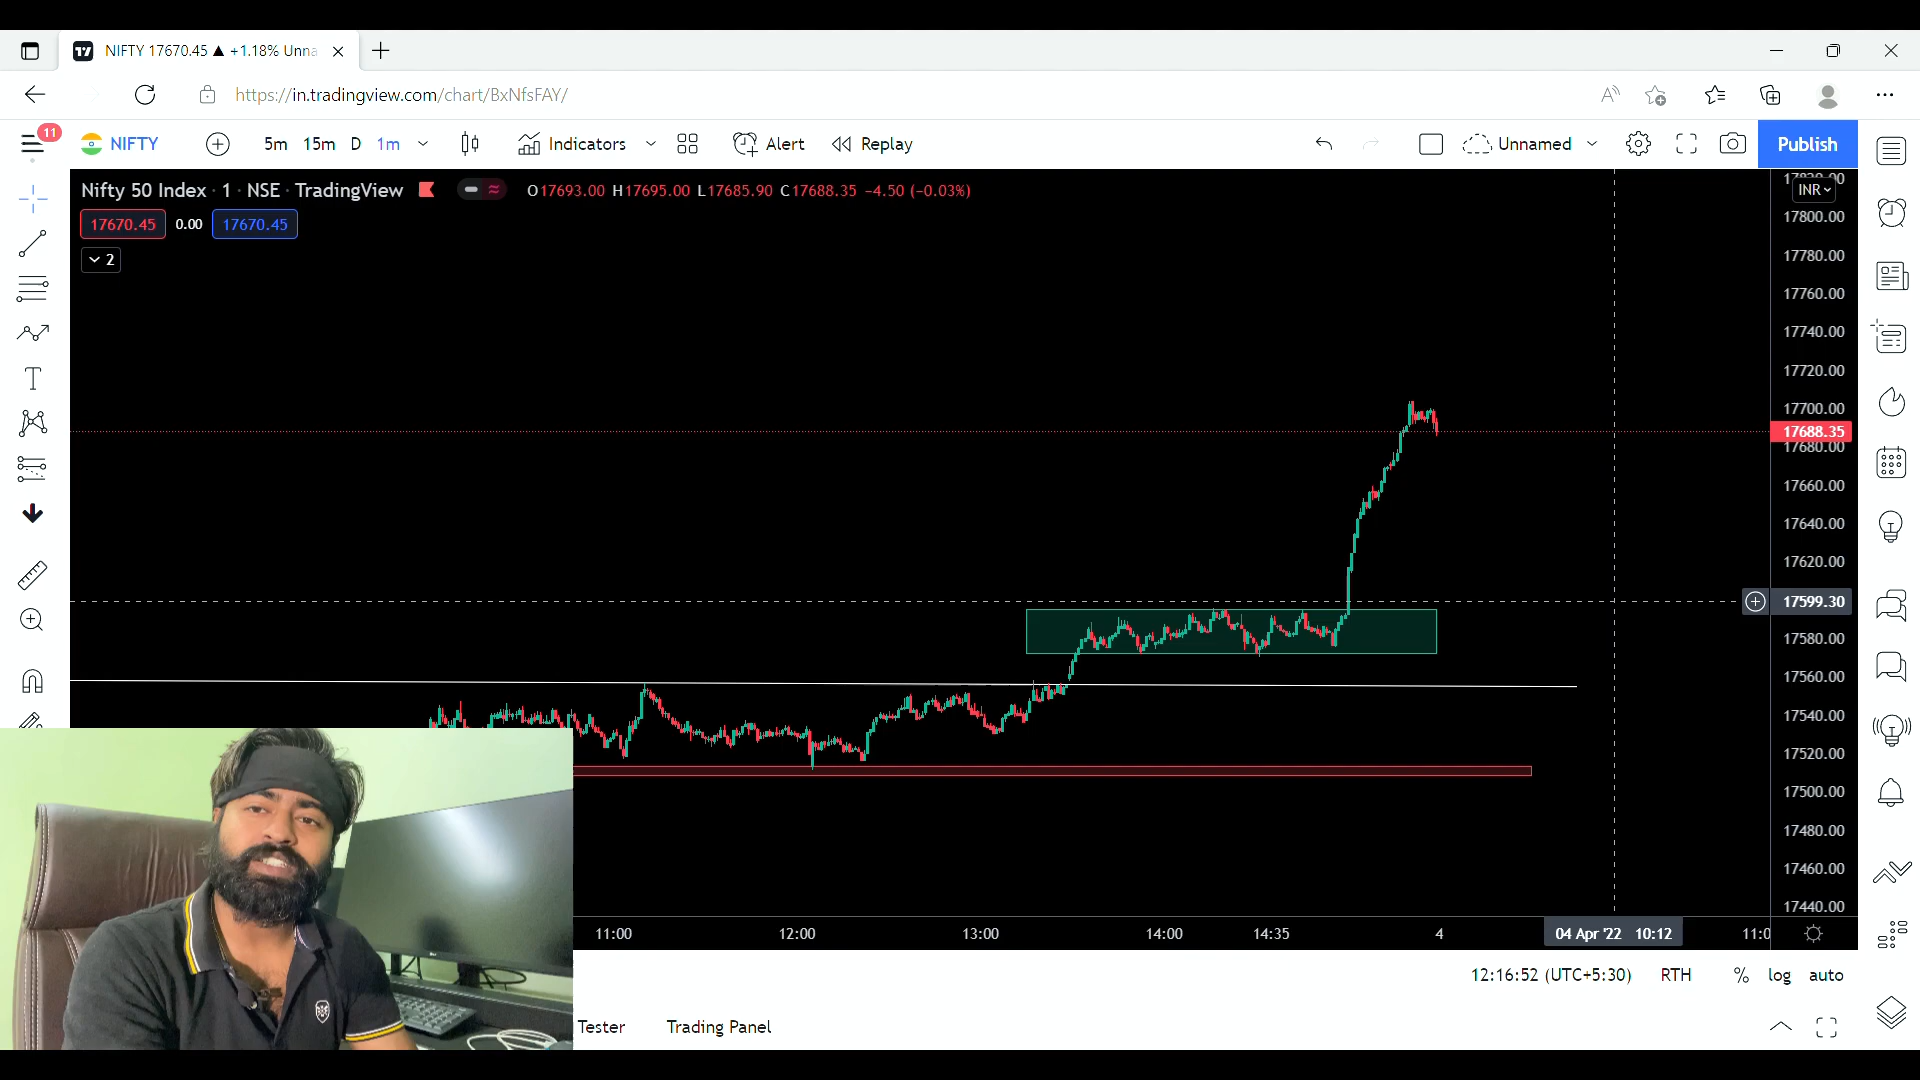 NIFTY 17670.45 ▲ +1.18% Unna
https://in.tradingview.com/chart/BxNfsFAY/
11
NIFTY 5m 15m D 1m Indicators Alert Replay Unnamed Publish
Nifty 50 Index · 1 · NSE · TradingView O17693.00 H17695.00 L17685.90 C17688.35 -4.50 (-0.03%)
INR
17670.45 0.00 17670.45
2
17800.00
17780.00
17760.00
17740.00
17720.00
17700.00
17688.35
17680.00
17660.00
17640.00
17620.00
17599.30
17580.00
17560.00
17540.00
17520.00
17500.00
17480.00
17460.00
17440.00
11:00 12:00 13:00 14:00 14:35 4 04 Apr '22 10:12
12:16:52 (UTC+5:30) RTH % log auto
Tester Trading Panel